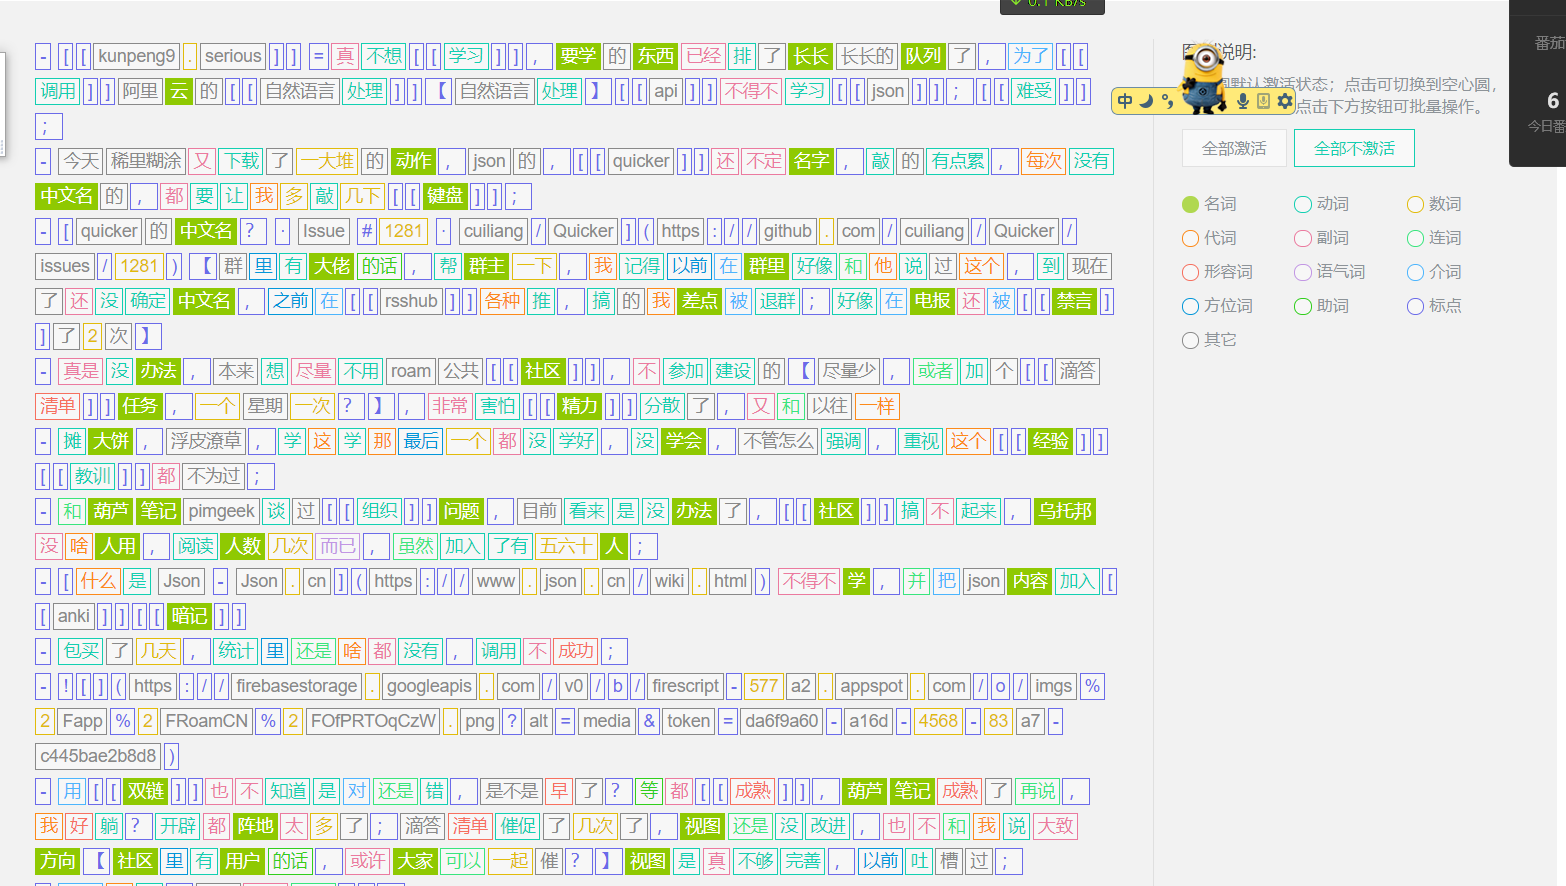 0.1 KB/s
- [[kunpeng9.serious]] =真 不想 [[学习]]， 要学 的 东西 已经 排 了 长长 长长的 队列 了 ， 为了 [[
调用]] 阿里 云 的 [[自然语言 处理]] 【 自然语言 处理 】 [[api]] 不得不 学习 [[json]] ； [[难受]]
；
- 今天 稀里糊涂 又 下载 了 一大堆 的 动作 ， json 的 ， [[quicker]] 还 不定 名字 ， 敲 的 有点累 ， 每次 没有
中文名 的 ， 都 要 让 我 多 敲 几下 [[键盘]] ；
- [quicker 的 中文名 ？ · Issue #1281 · cuiliang/Quicker](https://github.com/cuiliang/Quicker/
issues/1281) 【 群 里 有 大佬 的话 ， 帮 群主 一下 ， 我 记得 以前 在 群里 好像 和 他 说 过 这个 ， 到 现在
了 还 没 确定 中文名 ， 之前 在 [[rsshub]] 各种 推 ， 搞 的 我 差点 被 退群 ； 好像 在 电报 还 被 [[禁言]
] 了 2 次 】
- 真是 没 办法 ， 本来 想 尽量 不用 roam 公共 [[社区]] ， 不 参加 建设 的 【 尽量少 ， 或者 加 个 [[滴答
清单]] 任务 ， 一个 星期 一次 ？ 】 ， 非常 害怕 [[精力]] 分散 了 ， 又 和 以往 一样
- 摊 大饼 ， 浮皮潦草 ， 学 这 学 那 最后 一个 都 没 学好 ， 没 学会 ， 不管怎么 强调 ， 重视 这个 [[经验]]
[[教训]] 都 不为过 ；
- 和 葫芦 笔记 pimgeek 谈 过 [[组织]] 问题 ， 目前 看来 是 没 办法 了 ， [[社区]] 搞 不 起来 ， 乌托邦
没 啥 人用 ， 阅读 人数 几次 而已 ， 虽然 加入 了有 五六十 人 ；
- [什么 是 Json - Json.cn](https://www.json.cn/wiki.html) 不得不 学 ， 并 把 json 内容 加入 [
[anki]] [[暗记]]
- 包买 了 几天 ， 统计 里 还是 啥 都 没有 ， 调用 不 成功 ；
- ![](https://firebasestorage.googleapis.com/v0/b/firescript-577a2.appspot.com/o/imgs%
2Fapp%2FRoamCN%2FOfPRTOqCzW.png?alt=media&token=da6f9a60-a16d-4568-83a7-
c445bae2b8d8)
- 用 [[双链]] 也 不 知道 是 对 还是 错 ， 是不是 早 了 ？ 等 都 [[成熟]] ， 葫芦 笔记 成熟 了 再说 ，
我 好 躺 ？ 开辟 都 阵地 太 多 了 ； 滴答 清单 催促 了 几次 了 ， 视图 还是 没 改进 ， 也 不 和 我 说 大致
方向 【 社区 里 有 用户 的话 ， 或许 大家 可以 一起 催 ？ 】 视图 是 真 不够 完善 ， 以前 吐 槽 过 ；
说明:
默认激活状态；点击可切换到空心圆，
点击下方按钮可批量操作。
全部激活 全部不激活
名词 动词 数词
代词 副词 连词
形容词 语气词 介词
方位词 助词 标点
其它
中
番茄
6
今日番